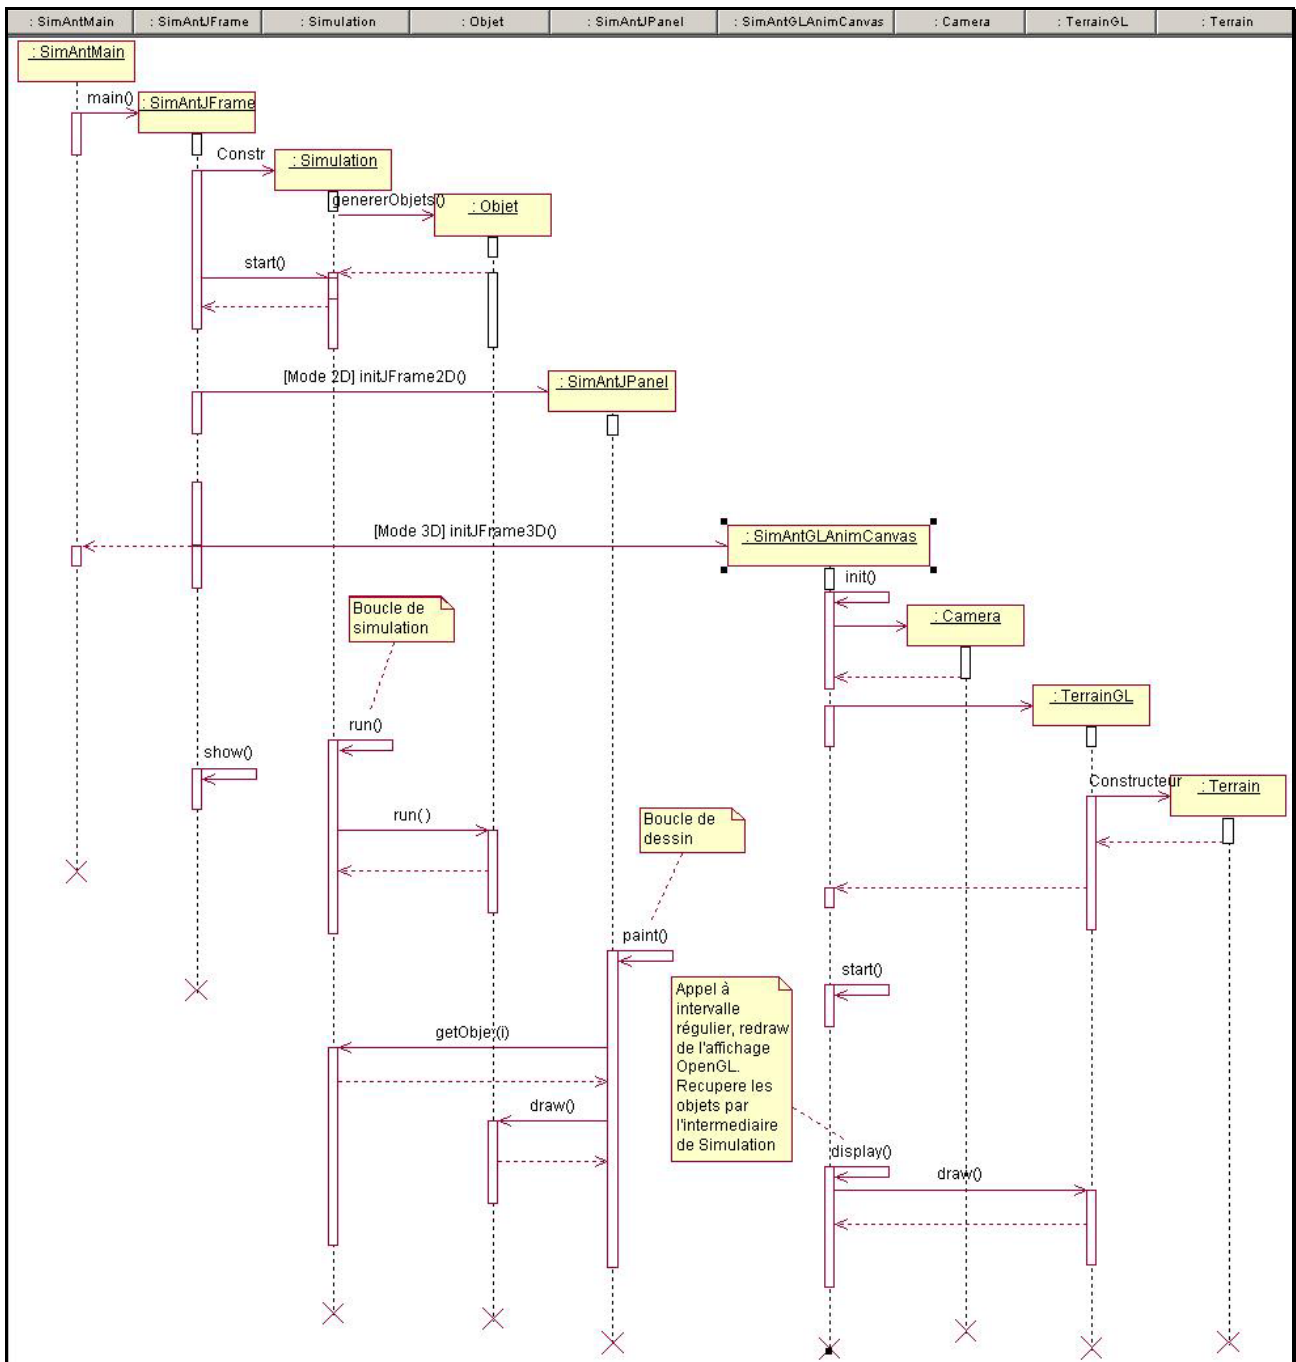 : SimAntMain : SimAntJFrame : Simulation : Objet : SimAntJPanel : SimAntGLAnimCanvas : Camera : TerrainGL : Terrain
: SimAntMain
main()
: SimAntJFrame
Constr
: Simulation
genererObjets()
: Objet
start()
[Mode 2D] initJFrame2D()
: SimAntJPanel
[Mode 3D] initJFrame3D()
: SimAntGLAnimCanvas
init()
Boucle de
simulation
: Camera
: TerrainGL
run()
show()
Constructeur
: Terrain
run( )
Boucle de
dessin
paint()
start()
Appel à
intervalle
régulier, redraw
de l'affichage
OpenGL.
Recupere les
objets par
l'intermediaire
de Simulation
getObjet(i)
draw()
display()
draw()